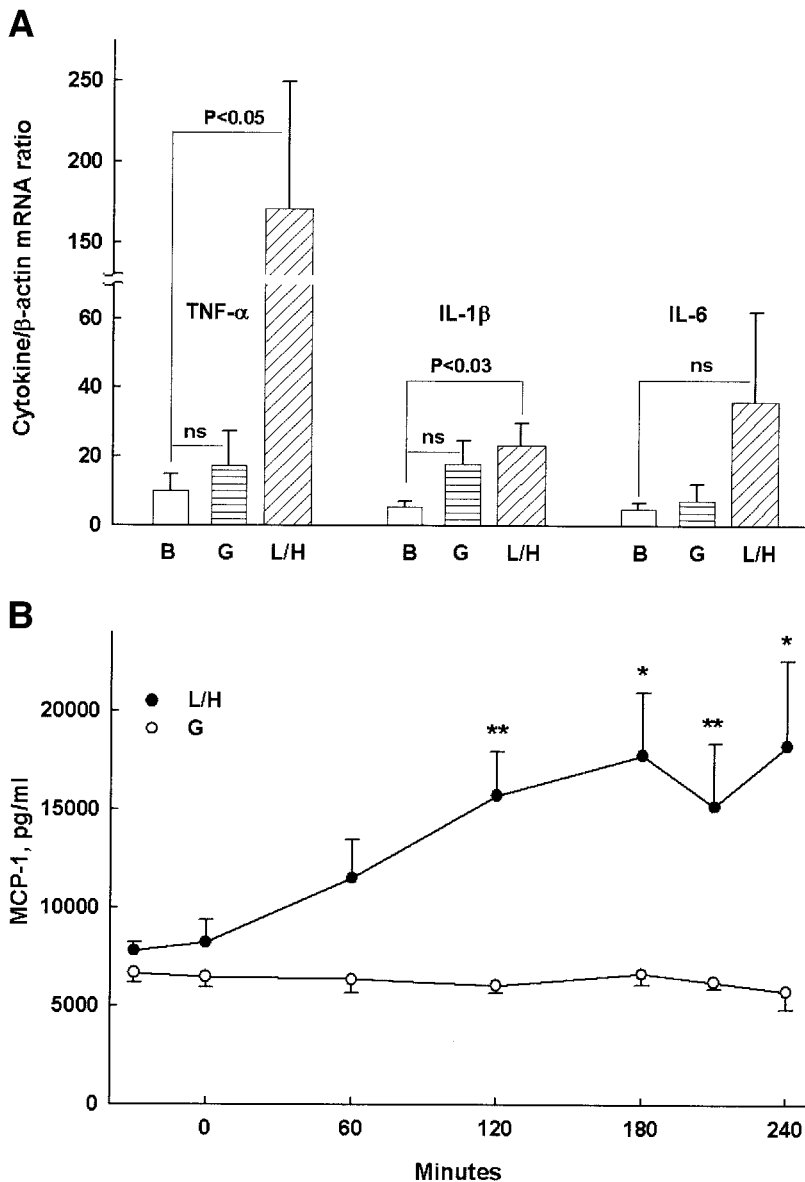 A
Cytokine/β-actin mRNA ratio
250
200
150
60
40
20
0
P<0.05
TNF-α
ns
B G L/H
IL-1β
P<0.03
ns
B G L/H
IL-6
ns
B G L/H
B
MCP-1, pg/ml
20000
15000
10000
5000
0
L/H
G
** * ** *
0 60 120 180 240
Minutes